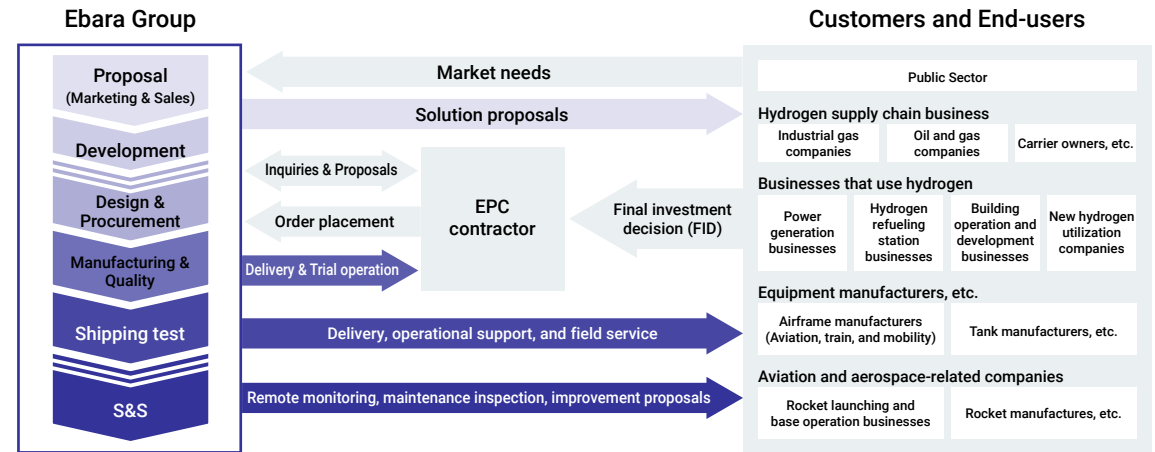 Ebara Group
Customers and End-users
Proposal
(Marketing & Sales)
Development
Design &
Procurement
Manufacturing &
Quality
Shipping test
S&S
Market needs
Solution proposals
Inquiries & Proposals
Order placement
Delivery & Trial operation
EPC
contractor
Final investment
decision (FID)
Delivery, operational support, and field service
Remote monitoring, maintenance inspection, improvement proposals
Public Sector
Hydrogen supply chain business
Industrial gas
companies
Oil and gas
companies
Carrier owners, etc.
Businesses that use hydrogen
Power
generation
businesses
Hydrogen
refueling
station
businesses
Building
operation and
development
businesses
New hydrogen
utilization
companies
Equipment manufacturers, etc.
Airframe manufacturers
(Aviation, train, and mobility)
Tank manufacturers, etc.
Aviation and aerospace-related companies
Rocket launching and
base operation businesses
Rocket manufactures, etc.